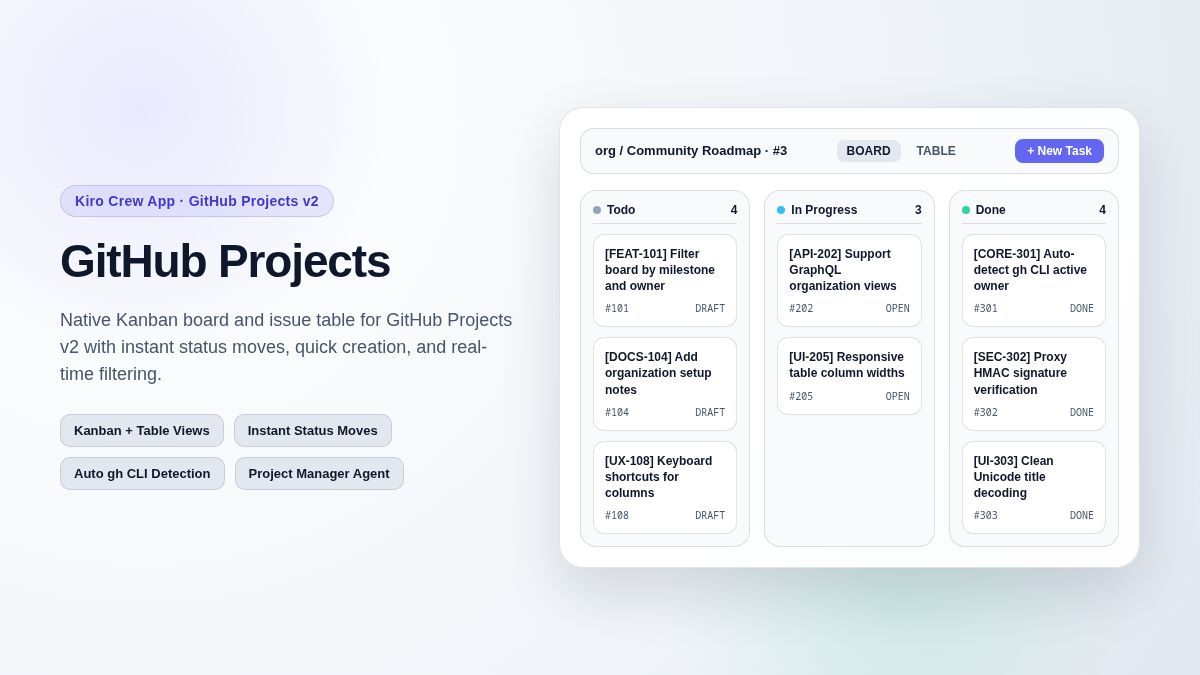 Kiro Crew App · GitHub Projects v2
GitHub Projects
Native Kanban board and issue table for GitHub Projects
v2 with instant status moves, quick creation, and real-
time filtering.
Kanban + Table Views
Instant Status Moves
Auto gh CLI Detection
Project Manager Agent
org / Community Roadmap · #3
BOARD
TABLE
+ New Task
Todo 4
[FEAT-101] Filter
board by milestone
and owner
#101 DRAFT
[DOCS-104] Add
organization setup
notes
#104 DRAFT
[UX-108] Keyboard
shortcuts for
columns
#108 DRAFT
In Progress 3
[API-202] Support
GraphQL
organization views
#202 OPEN
[UI-205] Responsive
table column widths
#205 OPEN
Done 4
[CORE-301] Auto-
detect gh CLI active
owner
#301 DONE
[SEC-302] Proxy
HMAC signature
verification
#302 DONE
[UI-303] Clean
Unicode title
decoding
#303 DONE